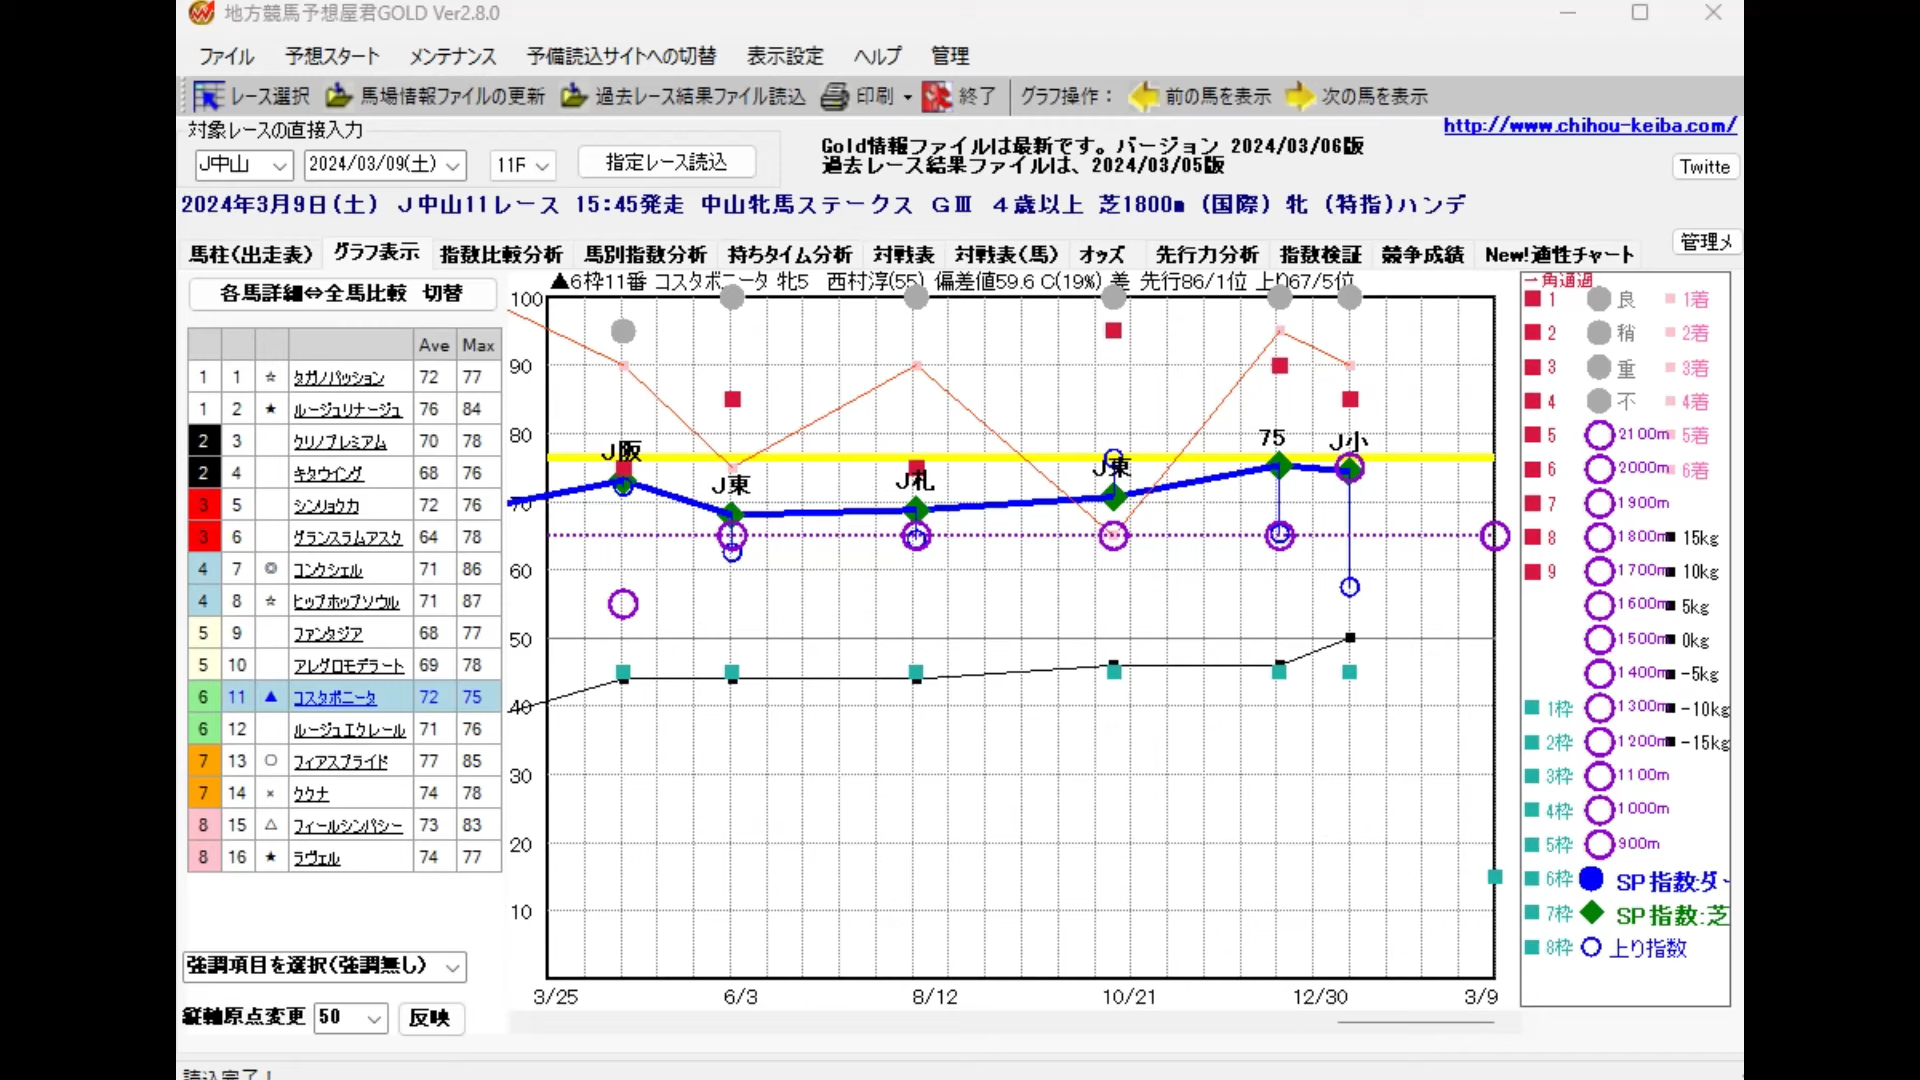 地方競馬予想屋君GOLD Ver2.8.0
ファイル 予想スタート メンテナンス 予備読込サイトへの切替 表示設定 ヘルプ 管理
レース選択 馬場情報ファイルの更新 過去レース結果ファイル読込 印刷 終了 グラフ操作： 前の馬を表示 次の馬を表示
対象レースの直接入力
http://www.chihou-keiba.com/
J中山 2024/03/09(土) 11F 指定レース読込
Gold情報ファイルは最新です。バージョン 2024/03/06版
過去レース結果ファイルは、2024/03/05版
Twitte
2024年3月9日(土) Ｊ中山11レース 15:45発走 中山牝馬ステークス ＧⅢ ４歳以上 芝1800m (国際) 牝 (特指)ハンデ
管理メ
馬柱(出走表) グラフ表示 指数比較分析 馬別指数分析 持ちタイム分析 対戦表 対戦表(馬) オッズ 先行力分析 指数検証 競争成績 New!適性チャート
各馬詳細⇔全馬比較 切替
▲6枠11番 コスタボニータ 牝5 西村淳(55) 偏差値59.6 C(19%) 差 先行86/1位 上り67/5位
Ave Max
1 1 ☆ タガノパッション 72 77
1 2 ★ ルージュリナージュ 76 84
2 3 クリノプレミアム 70 78
2 4 キタウイング 68 76
3 5 シンリョクカ 72 76
3 6 グランスラムアスク 64 78
4 7 ◎ コンクシェル 71 86
4 8 ☆ ヒップホップソウル 71 87
5 9 ファンタジア 68 77
5 10 アレグロモデラート 69 78
6 11 ▲ コスタボニータ 72 75
6 12 ルージュエクレール 71 76
7 13 ○ フィアスプライド 77 85
7 14 × ククナ 74 78
8 15 △ フィールシンパシー 73 83
8 16 ★ ラヴェル 74 77
強調項目を選択(強調無し)
縦軸原点変更 50 反映
100
90
80
70
60
50
40
30
20
10
J阪
J東
J札
J東
75
J小
3/25 6/3 8/12 10/21 12/30 3/9
一角通過
1 良 1着
2 稍 2着
3 重 3着
4 不 4着
5 2100m 5着
6 2000m 6着
7 1900m
8 1800m 15kg
9 1700m 10kg
1600m 5kg
1500m 0kg
1400m -5kg
1枠 1300m -10kg
2枠 1200m -15kg
3枠 1100m
4枠 1000m
5枠 900m
6枠 SP指数:ダ
7枠 SP指数:芝
8枠 上り指数
読込完了！